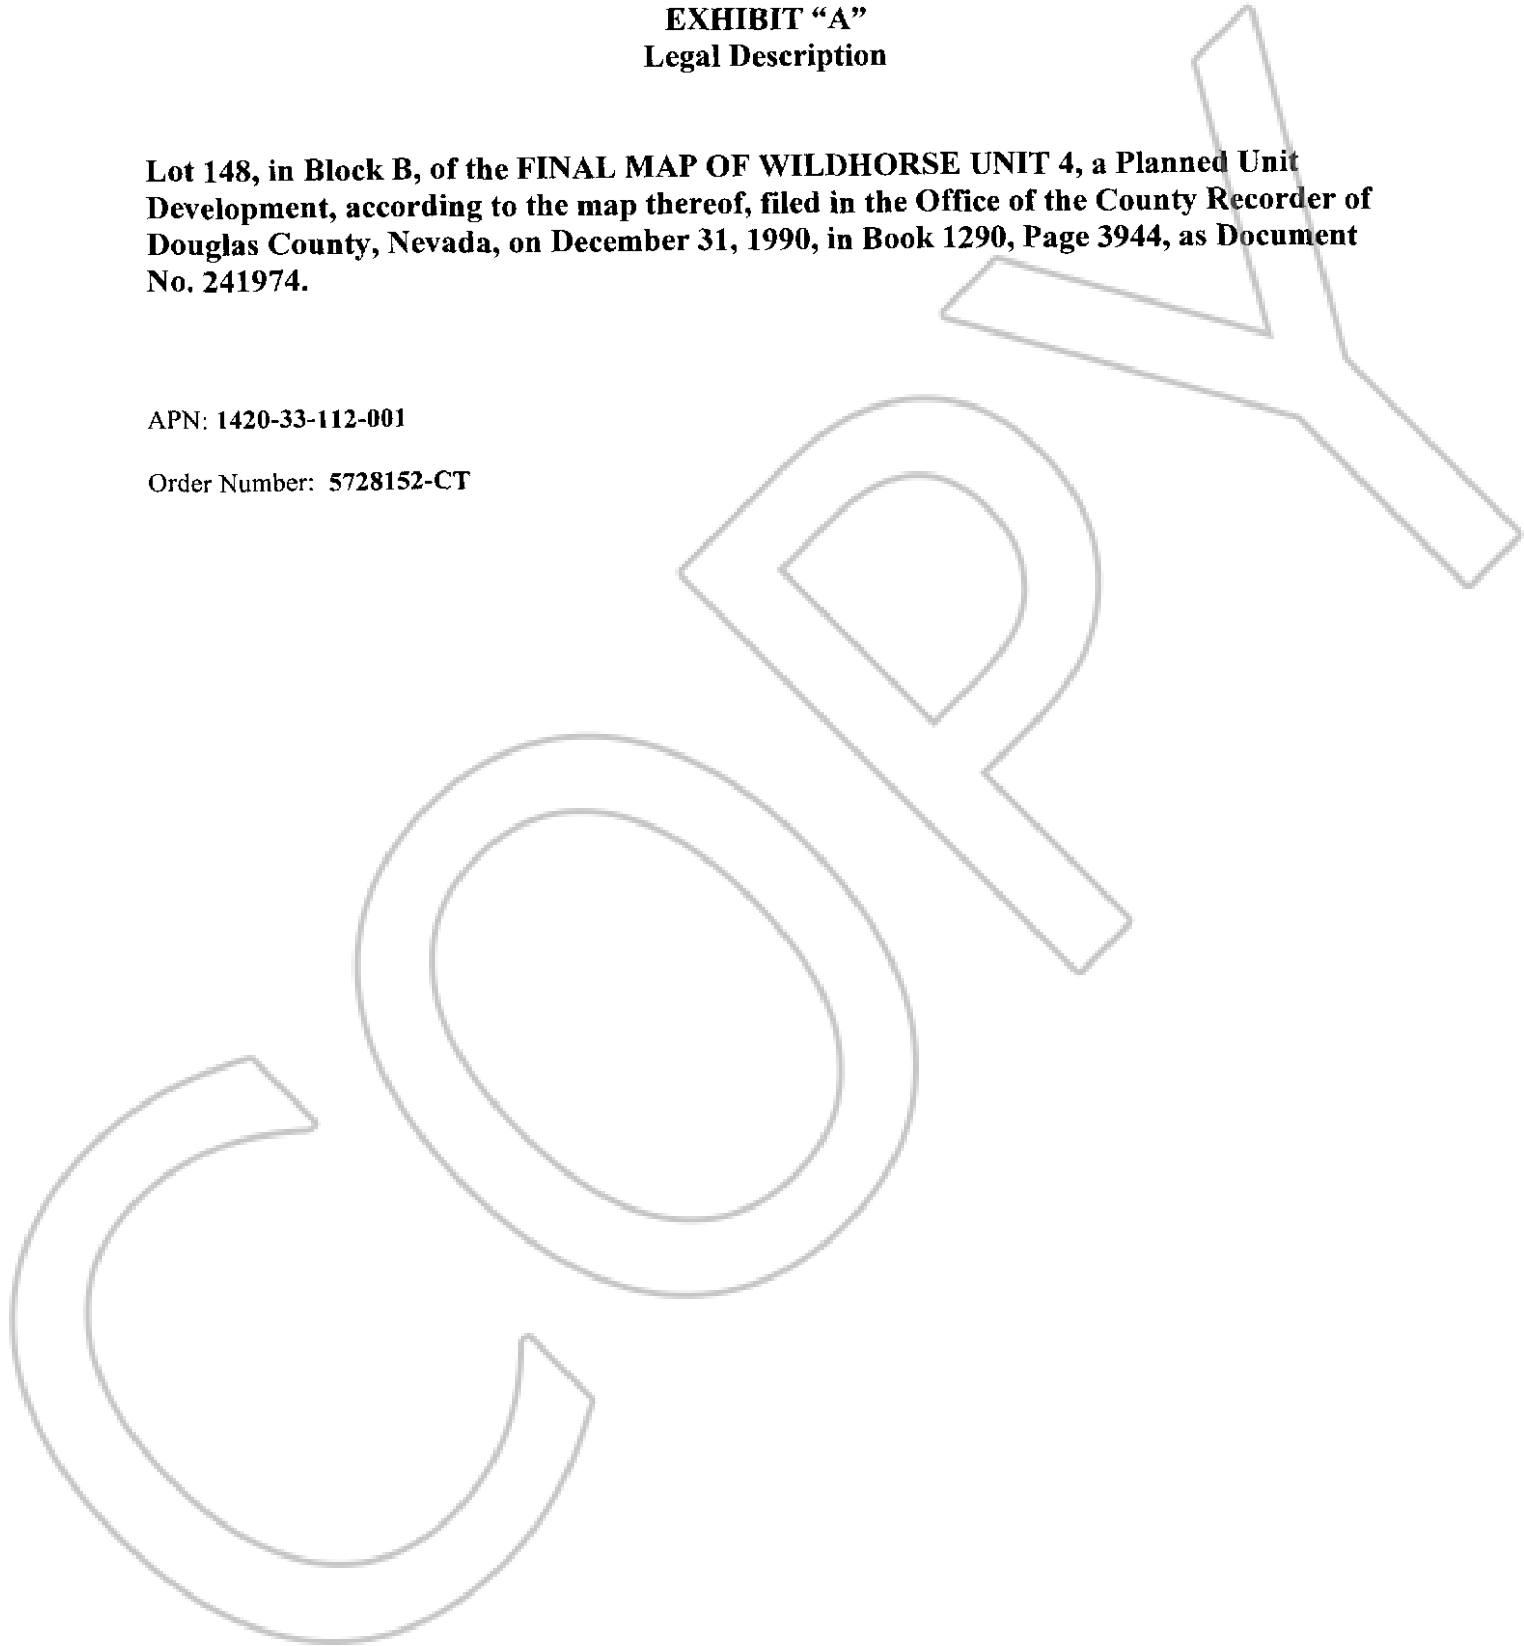 EXHIBIT “A”
Legal Description
Lot 148, in Block B, of the FINAL MAP OF WILDHORSE UNIT 4, a Planned Unit
Development, according to the map thereof, filed in the Office of the County Recorder of
Douglas County, Nevada, on December 31, 1990, in Book 1290, Page 3944, as Document
No. 241974.
APN: 1420-33-112-001
Order Number: 5728152-CT
COPY